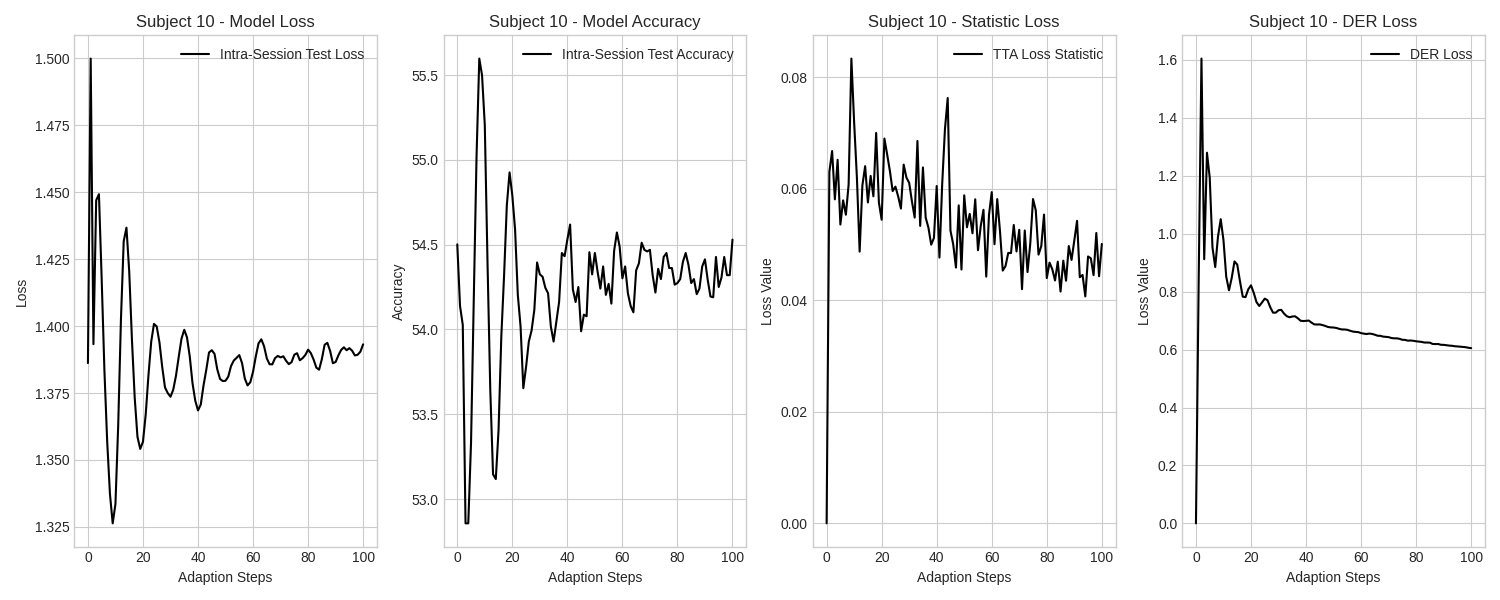 Subject 10 - Model Loss
Intra-Session Test Loss
1.500
1.475
1.450
1.425
1.400
1.375
1.350
1.325
Loss
0 20 40 60 80 100
Adaption Steps
Subject 10 - Model Accuracy
Intra-Session Test Accuracy
55.5
55.0
54.5
54.0
53.5
53.0
Accuracy
0 20 40 60 80 100
Adaption Steps
Subject 10 - Statistic Loss
TTA Loss Statistic
0.08
0.06
0.04
0.02
0.00
Loss Value
0 20 40 60 80 100
Adaption Steps
Subject 10 - DER Loss
DER Loss
1.6
1.4
1.2
1.0
0.8
0.6
0.4
0.2
0.0
Loss Value
0 20 40 60 80 100
Adaption Steps